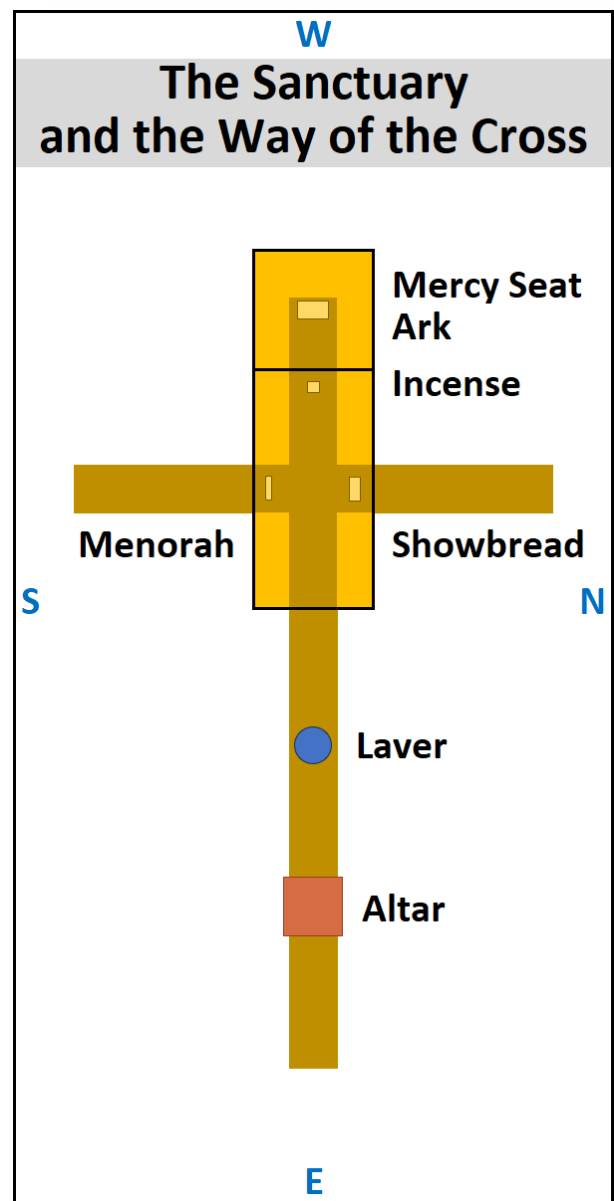 W
The Sanctuary
and the Way of the Cross
Mercy Seat
Ark
Incense
Menorah
Showbread
S
N
Laver
Altar
E